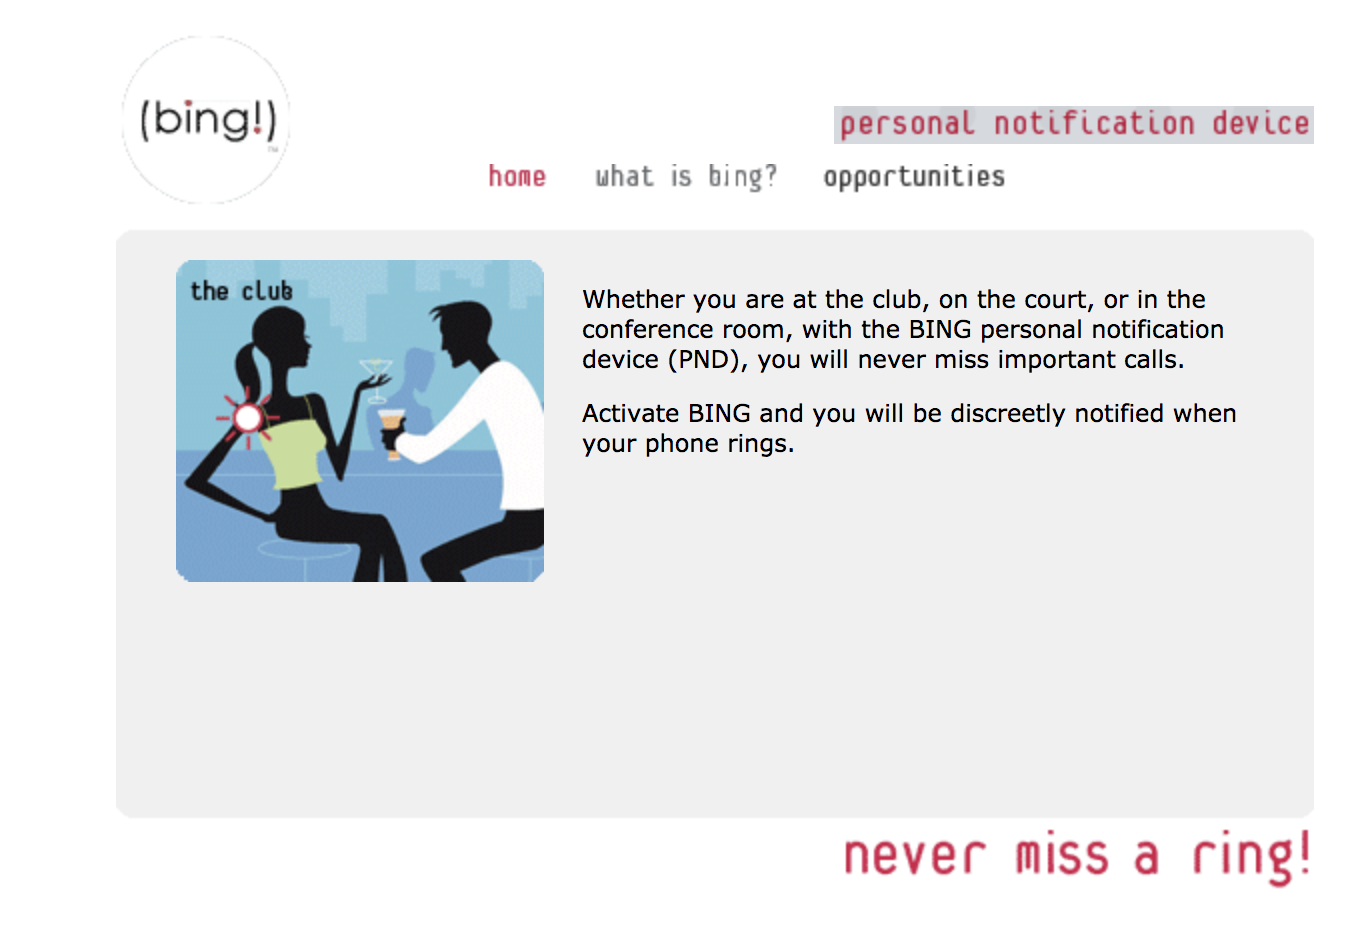 (bing!)
TM
personal notification device
home what is bing? opportunities
the club
Whether you are at the club, on the court, or in the
conference room, with the BING personal notification
device (PND), you will never miss important calls.
Activate BING and you will be discreetly notified when
your phone rings.
never miss a ring!